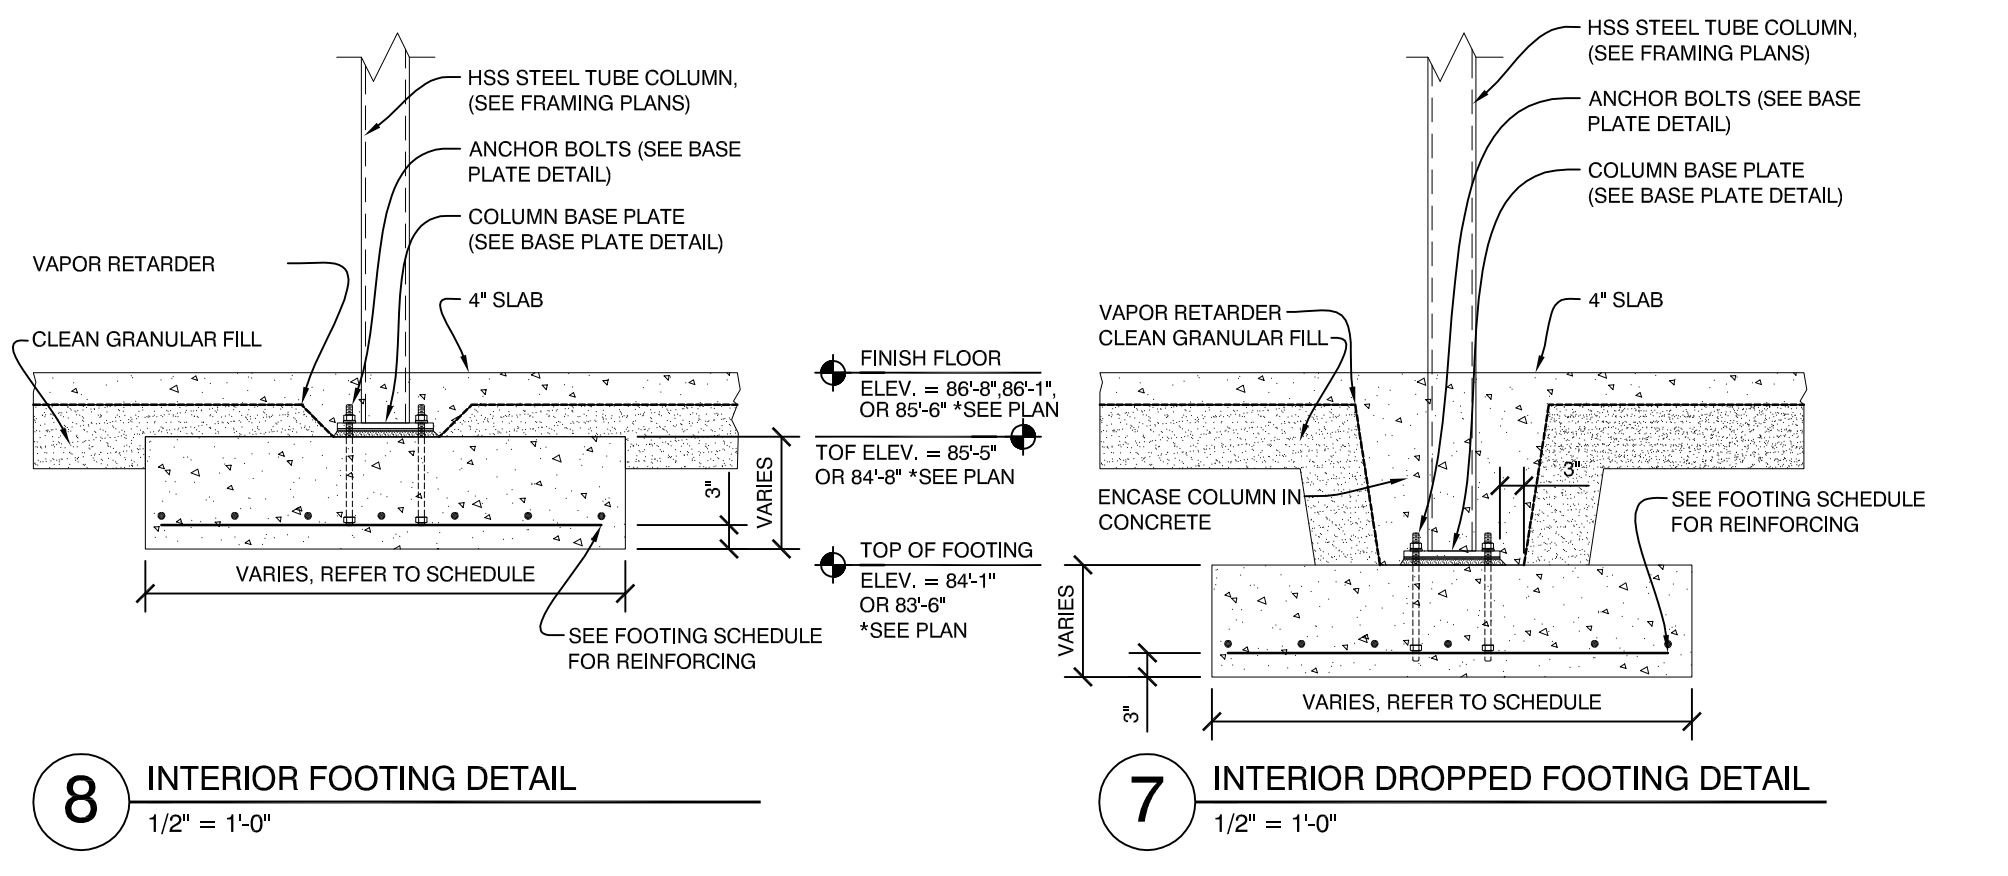 HSS STEEL TUBE COLUMN,
(SEE FRAMING PLANS)
ANCHOR BOLTS (SEE BASE
PLATE DETAIL)
COLUMN BASE PLATE
(SEE BASE PLATE DETAIL)
VAPOR RETARDER
4" SLAB
CLEAN GRANULAR FILL
3"
VARIES
VARIES, REFER TO SCHEDULE
SEE FOOTING SCHEDULE
FOR REINFORCING
8
INTERIOR FOOTING DETAIL
1/2" = 1'-0"
FINISH FLOOR
ELEV. = 86'-8",86'-1",
OR 85'-6" *SEE PLAN
TOF ELEV. = 85'-5"
OR 84'-8" *SEE PLAN
TOP OF FOOTING
ELEV. = 84'-1"
OR 83'-6"
*SEE PLAN
HSS STEEL TUBE COLUMN,
(SEE FRAMING PLANS)
ANCHOR BOLTS (SEE BASE
PLATE DETAIL)
COLUMN BASE PLATE
(SEE BASE PLATE DETAIL)
4" SLAB
VAPOR RETARDER
CLEAN GRANULAR FILL
3"
ENCASE COLUMN IN
CONCRETE
SEE FOOTING SCHEDULE
FOR REINFORCING
VARIES
3"
VARIES, REFER TO SCHEDULE
7
INTERIOR DROPPED FOOTING DETAIL
1/2" = 1'-0"